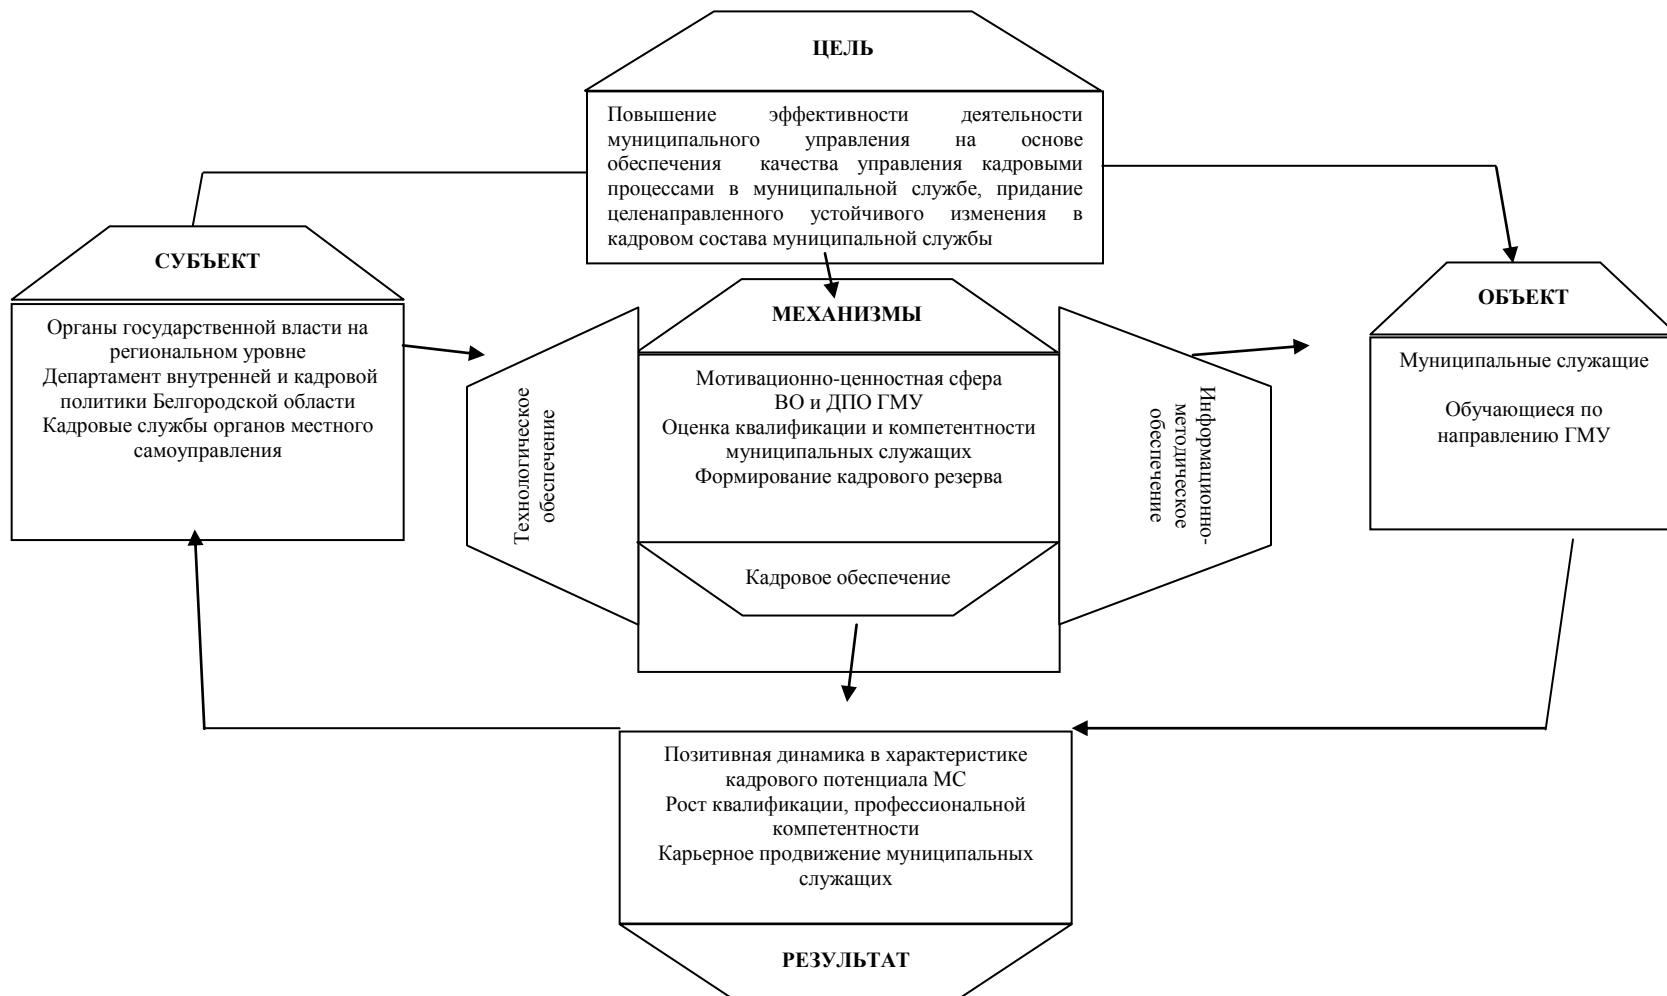 ЦЕЛЬ
Повышение эффективности деятельности
муниципального управления на основе
обеспечения качества управления кадровыми
процессами в муниципальной службе, придание
целенаправленного устойчивого изменения в
кадровом состава муниципальной службы
СУБЪЕКТ
Органы государственной власти на
региональном уровне
Департамент внутренней и кадровой
политики Белгородской области
Кадровые службы органов местного
самоуправления
Технологическое
обеспечение
МЕХАНИЗМЫ
Мотивационно-ценностная сфера
ВО и ДПО ГМУ
Оценка квалификации и компетентности
муниципальных служащих
Формирование кадрового резерва
Кадровое обеспечение
Информационно-
методическое
обеспечение
ОБЪЕКТ
Муниципальные служащие
Обучающиеся по
направлению ГМУ
Позитивная динамика в характеристике
кадрового потенциала МС
Рост квалификации, профессиональной
компетентности
Карьерное продвижение муниципальных
служащих
РЕЗУЛЬТАТ